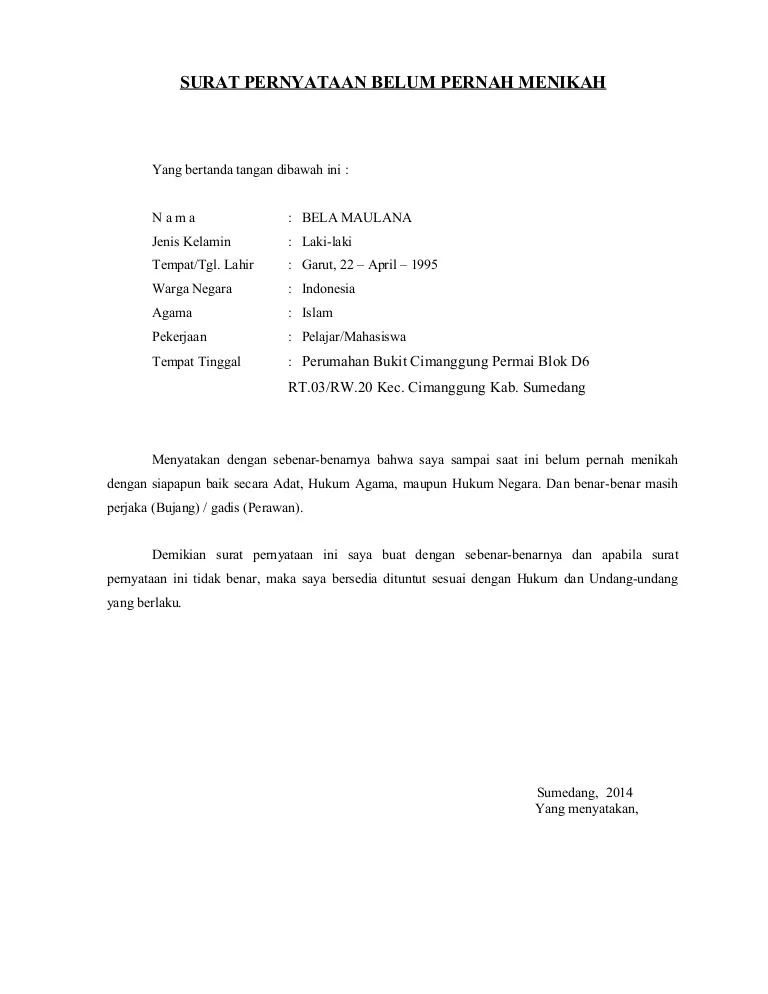 SURAT PERNYATAAN BELUM PERNAH MENIKAH
Yang bertanda tangan dibawah ini :
N a m a : BELA MAULANA
Jenis Kelamin : Laki-laki
Tempat/Tgl. Lahir : Garut, 22 – April – 1995
Warga Negara : Indonesia
Agama : Islam
Pekerjaan : Pelajar/Mahasiswa
Tempat Tinggal : Perumahan Bukit Cimanggung Permai Blok D6
RT.03/RW.20 Kec. Cimanggung Kab. Sumedang
Menyatakan dengan sebenar-benarnya bahwa saya sampai saat ini belum pernah menikah
dengan siapapun baik secara Adat, Hukum Agama, maupun Hukum Negara. Dan benar-benar masih
perjaka (Bujang) / gadis (Perawan).
Demikian surat pernyataan ini saya buat dengan sebenar-benarnya dan apabila surat
pernyataan ini tidak benar, maka saya bersedia dituntut sesuai dengan Hukum dan Undang-undang
yang berlaku.
Sumedang, 2014
Yang menyatakan,